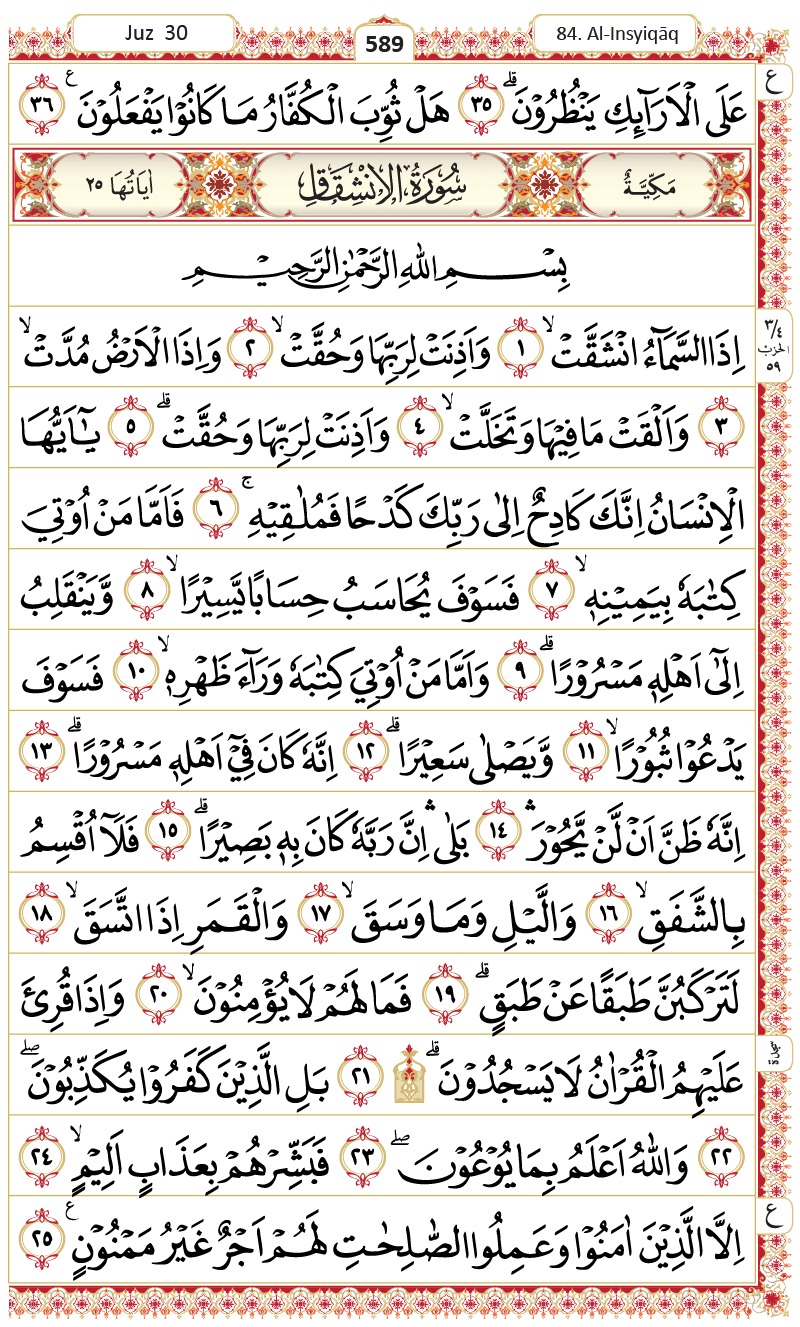 Juz 30
589
84. Al-Insyiqāq
عَلَى الْاَرَاۤىِٕكِ يَنْظُرُوْنَۗ ٣٥ هَلْ ثُوِّبَ الْكُفَّارُ مَا كَانُوْا يَفْعَلُوْنَࣖ ٣٦
ع
مَكِّيَّةٌ سُوْرَةُ الْاِنْشِقَاقِ اٰيَاتُهَا ٢٥
بِسْمِ اللّٰهِ الرَّحْمٰنِ الرَّحِيْمِ
اِذَا السَّمَاۤءُ انْشَقَّتْۙ ١ وَاَذِنَتْ لِرَبِّهَا وَحُقَّتْۙ ٢ وَاِذَا الْاَرْضُ مُدَّتْۙ
٣/٤
الحزب
٥٩
٣ وَاَلْقَتْ مَا فِيْهَا وَتَخَلَّتْۙ ٤ وَاَذِنَتْ لِرَبِّهَا وَحُقَّتْۗ ٥ يٰٓاَيُّهَا
الْاِنْسَانُ اِنَّكَ كَادِحٌ اِلٰى رَبِّكَ كَدْحًا فَمُلٰقِيْهِۚ ٦ فَاَمَّا مَنْ اُوْتِيَ
كِتٰبَهٗ بِيَمِيْنِهٖۙ ٧ فَسَوْفَ يُحَاسَبُ حِسَابًا يَّسِيْرًاۙ ٨ وَّيَنْقَلِبُ
اِلٰٓى اَهْلِهٖ مَسْرُوْرًاۗ ٩ وَاَمَّا مَنْ اُوْتِيَ كِتٰبَهٗ وَرَاۤءَ ظَهْرِهٖۙ ١٠ فَسَوْفَ
يَدْعُوْا ثُبُوْرًاۙ ١١ وَّيَصْلٰى سَعِيْرًاۗ ١٢ اِنَّهٗ كَانَ فِيْٓ اَهْلِهٖ مَسْرُوْرًاۗ ١٣
اِنَّهٗ ظَنَّ اَنْ لَّنْ يَّحُوْرَۛ ١٤ بَلٰىۛ اِنَّ رَبَّهٗ كَانَ بِهٖ بَصِيْرًاۗ ١٥ فَلَآ اُقْسِمُ
بِالشَّفَقِۙ ١٦ وَالَّيْلِ وَمَا وَسَقَۙ ١٧ وَالْقَمَرِ اِذَا اتَّسَقَۙ ١٨
لَتَرْكَبُنَّ طَبَقًا عَنْ طَبَقٍۗ ١٩ فَمَا لَهُمْ لَا يُؤْمِنُوْنَۙ ٢٠ وَاِذَا قُرِئَ
عَلَيْهِمُ الْقُرْاٰنُ لَا يَسْجُدُوْنَۗ ۩ ٢١ بَلِ الَّذِيْنَ كَفَرُوْا يُكَذِّبُوْنَۖ
سجدة
٢٢ وَاللّٰهُ اَعْلَمُ بِمَا يُوْعُوْنَۖ ٢٣ فَبَشِّرْهُمْ بِعَذَابٍ اَلِيْمٍۙ ٢٤
اِلَّا الَّذِيْنَ اٰمَنُوْا وَعَمِلُوا الصّٰلِحٰتِ لَهُمْ اَجْرٌ غَيْرُ مَمْنُوْنٍࣖ ٢٥
ع